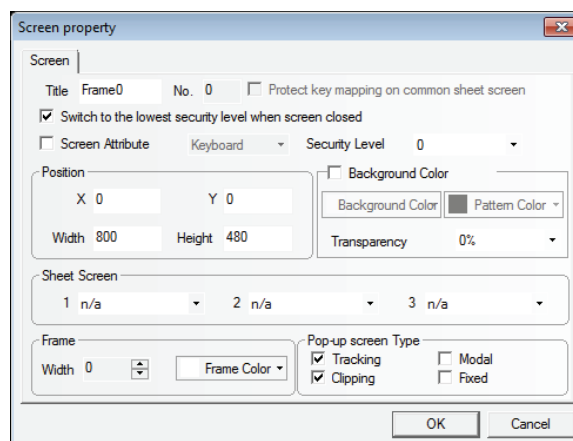 Screen property
Screen
Title Frame0 No. 0 Protect key mapping on common sheet screen
Switch to the lowest security level when screen closed
Screen Attribute Keyboard Security Level 0
Position Background Color
X 0 Y 0 Background Color Pattern Color
Width 800 Height 480 Transparency 0%
Sheet Screen
1 n/a 2 n/a 3 n/a
Frame Pop-up screen Type
Width 0 Frame Color Tracking Modal
Clipping Fixed
OK Cancel